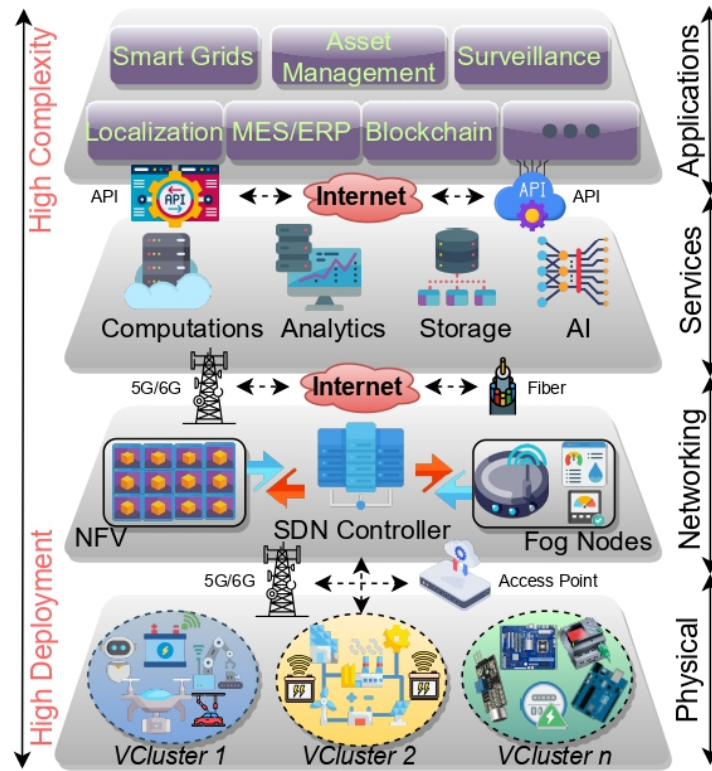 High Complexity
High Deployment
Smart Grids
Asset
Management
Surveillance
Localization
MES/ERP
Blockchain
Applications
API
API
Internet
API
API
Computations
Analytics
Storage
AI
Services
5G/6G
Internet
Fiber
NFV
SDN Controller
Fog Nodes
Networking
5G/6G
Access Point
VCluster 1
VCluster 2
VCluster n
Physical